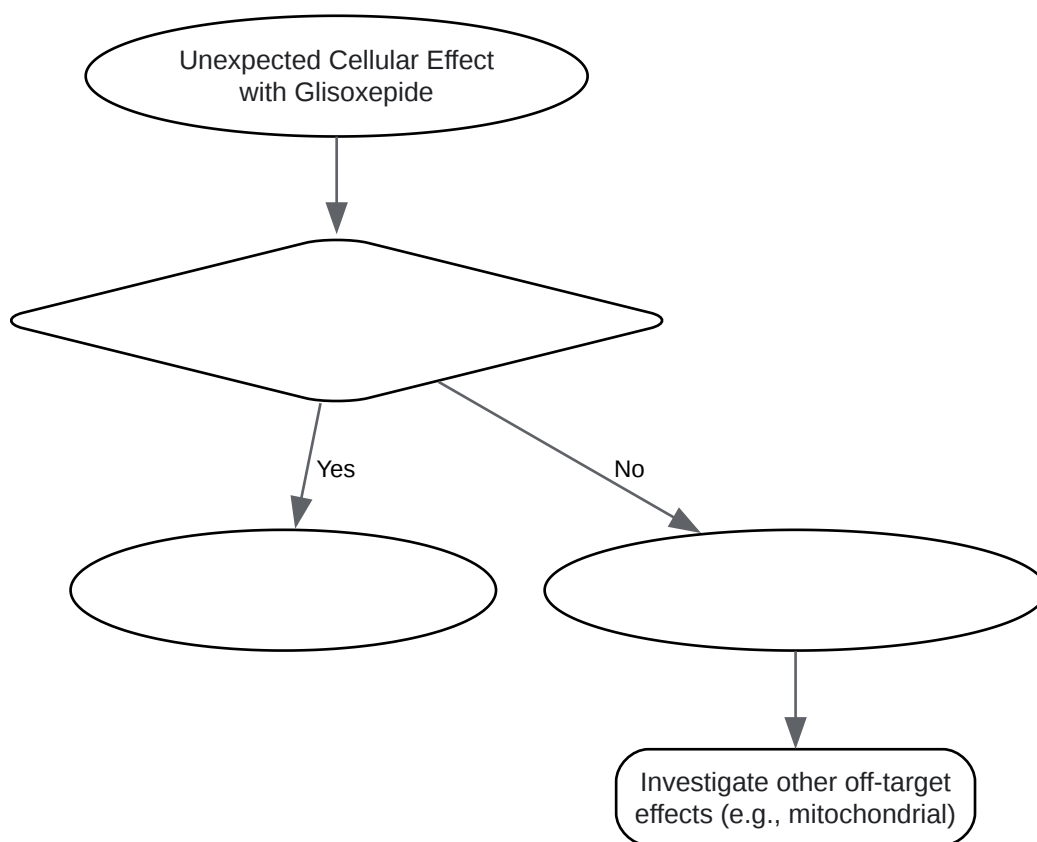 Unexpected Cellular Effect
with Glisoxepide
Yes
No
Investigate other off-target
effects (e.g., mitochondrial)